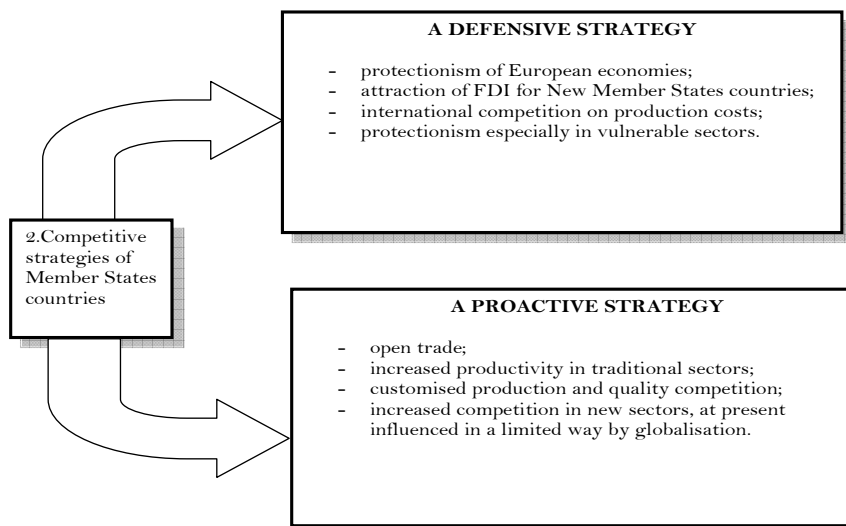 A DEFENSIVE STRATEGY
- protectionism of European economies;
- attraction of FDI for New Member States countries;
- international competition on production costs;
- protectionism especially in vulnerable sectors.
2.Competitive
strategies of
Member States
countries
A PROACTIVE STRATEGY
- open trade;
- increased productivity in traditional sectors;
- customised production and quality competition;
- increased competition in new sectors, at present
influenced in a limited way by globalisation.